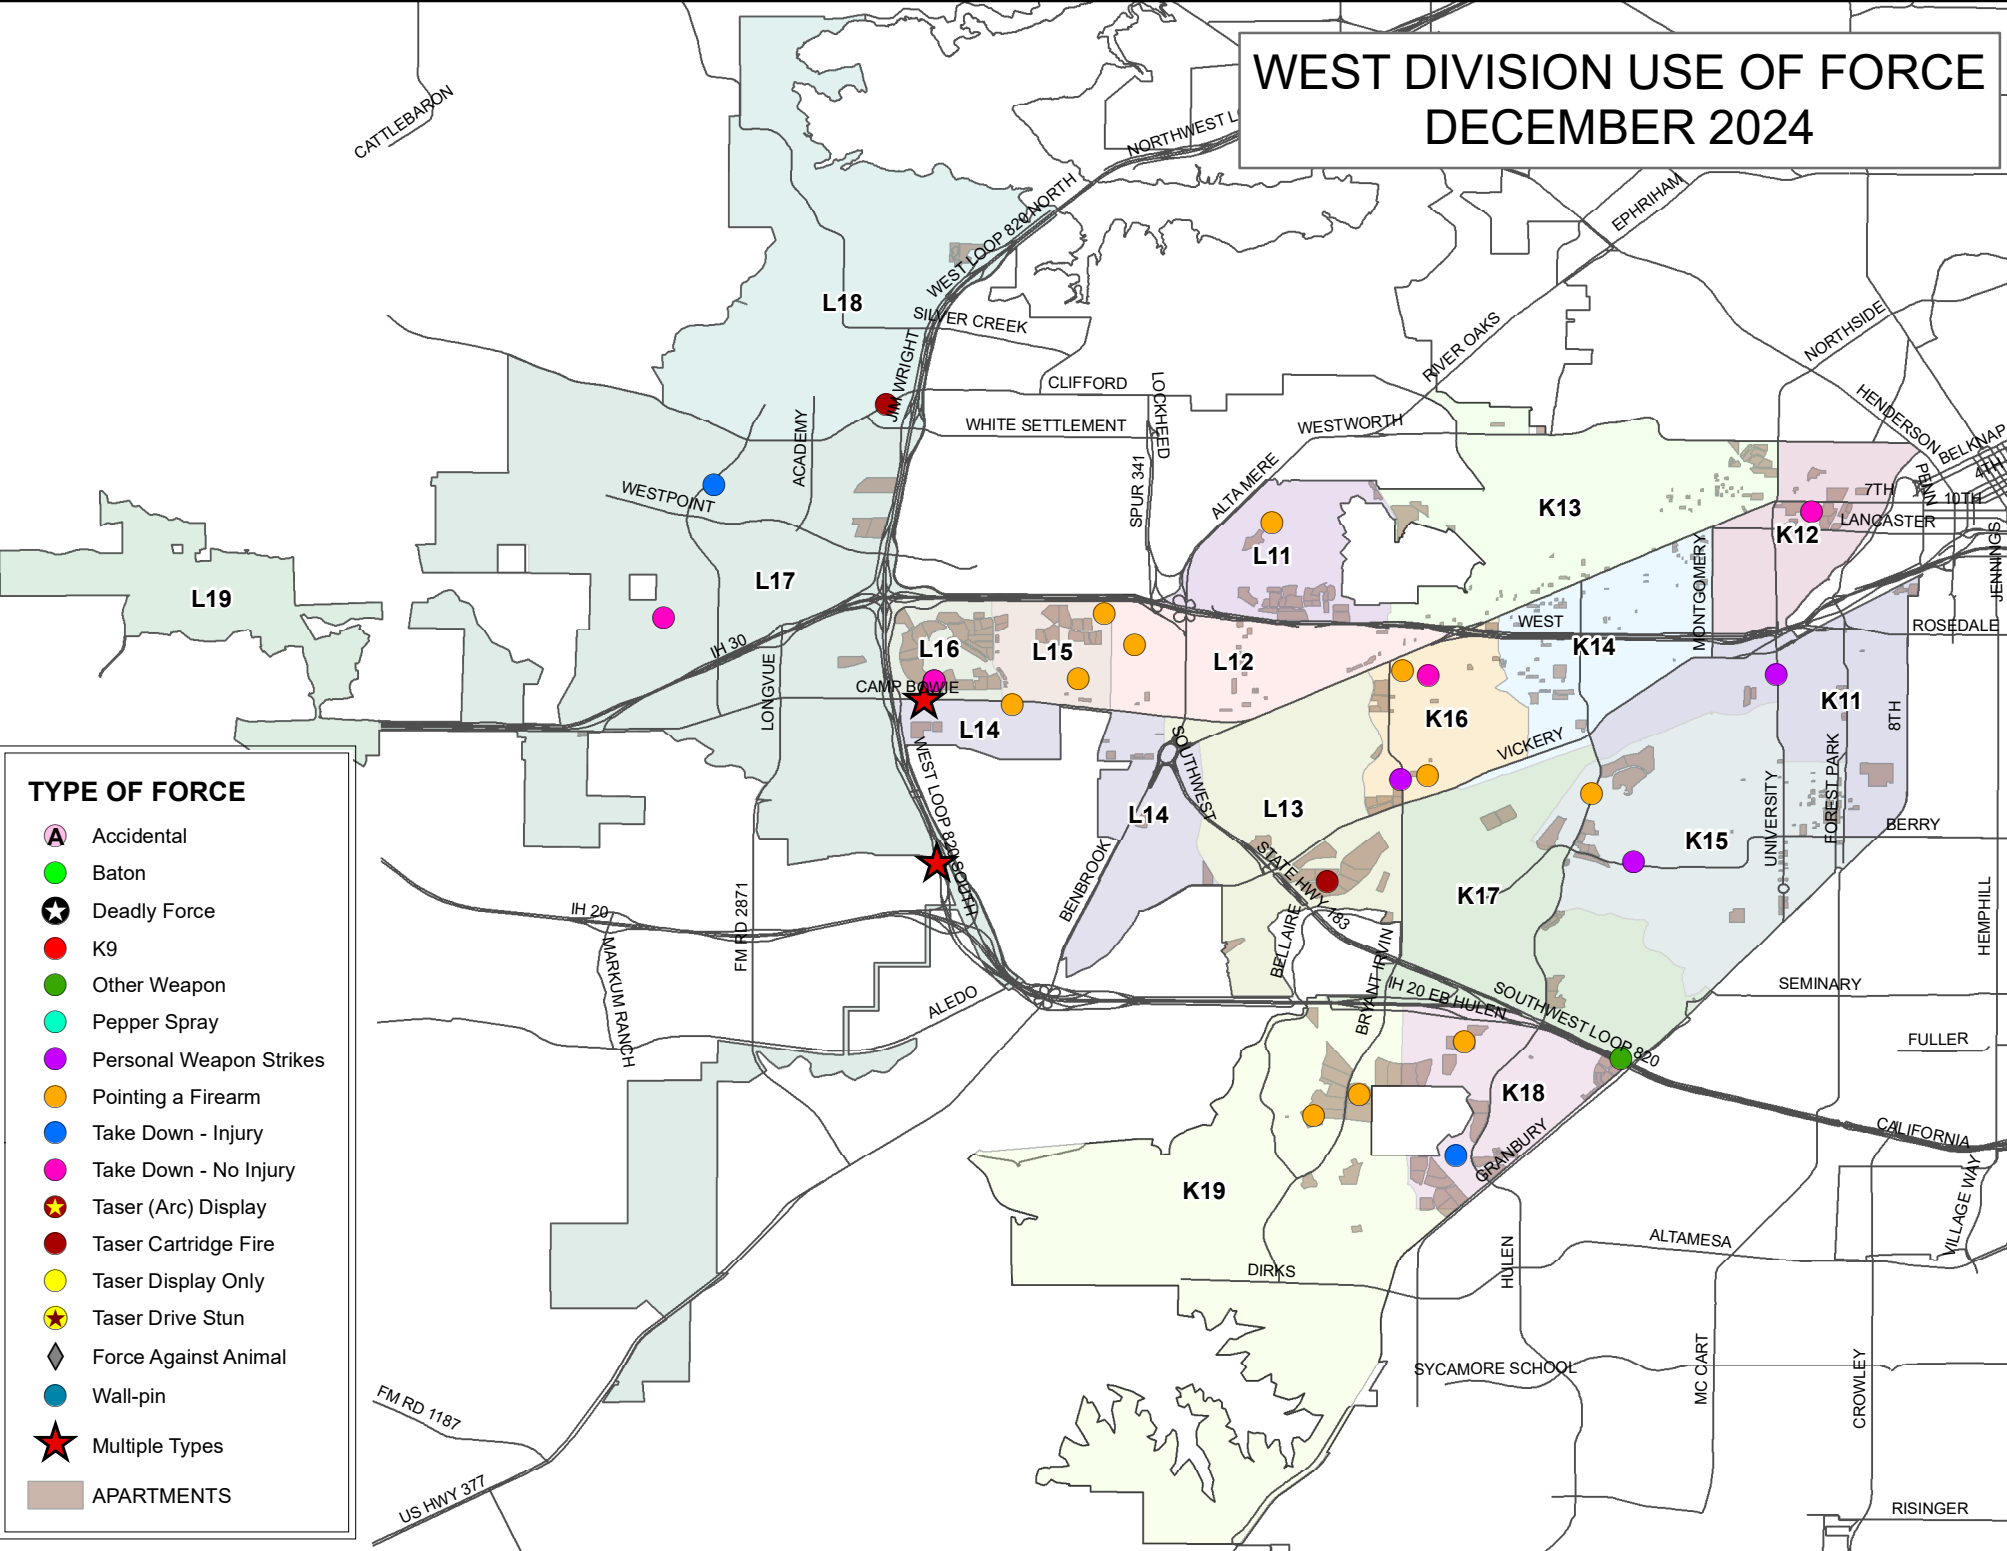 WEST DIVISION USE OF FORCE
DECEMBER 2024
CATTLEBARON
NORTHWEST L
WEST LOOP 820 NORTH
EPHRIHAM
L18
SILVER CREEK
JIM WRIGHT
RIVER OAKS
NORTHSIDE
CLIFFORD
LOCKHEED
WHITE SETTLEMENT
WESTWORTH
HENDERSON
BELKNAP
4TH
ACADEMY
WESTPOINT
SPUR 341
ALTA MERE
PENN
7TH
10TH
LANCASTER
K13
K12
L11
L17
L19
MONTGOMERY
JENNINGS
IH 30
L16
L15
L12
WEST
K14
ROSEDALE
LONGVUE
CAMP BOWIE
L14
K16
K11
8TH
VICKERY
WEST LOOP 820 SOUTH
SOUTHWEST
L14
L13
K15
UNIVERSITY
FOREST PARK
BERRY
STATE HWY 183
BENBROOK
K17
IH 20
FM RD 2871
MARKUM RANCH
BELLAIRE
BRYANT IRVIN
HEMPHILL
ALEDO
IH 20 EB HULEN
SOUTHWEST LOOP 820
SEMINARY
FULLER
K18
GRANBURY
CALIFORNIA
K19
VILLAGE WAY
HULEN
ALTAMESA
DIRKS
SYCAMORE SCHOOL
MC CART
CROWLEY
FM RD 1187
US HWY 377
RISINGER
TYPE OF FORCE
A Accidental
Baton
Deadly Force
K9
Other Weapon
Pepper Spray
Personal Weapon Strikes
Pointing a Firearm
Take Down - Injury
Take Down - No Injury
Taser (Arc) Display
Taser Cartridge Fire
Taser Display Only
Taser Drive Stun
Force Against Animal
Wall-pin
Multiple Types
APARTMENTS